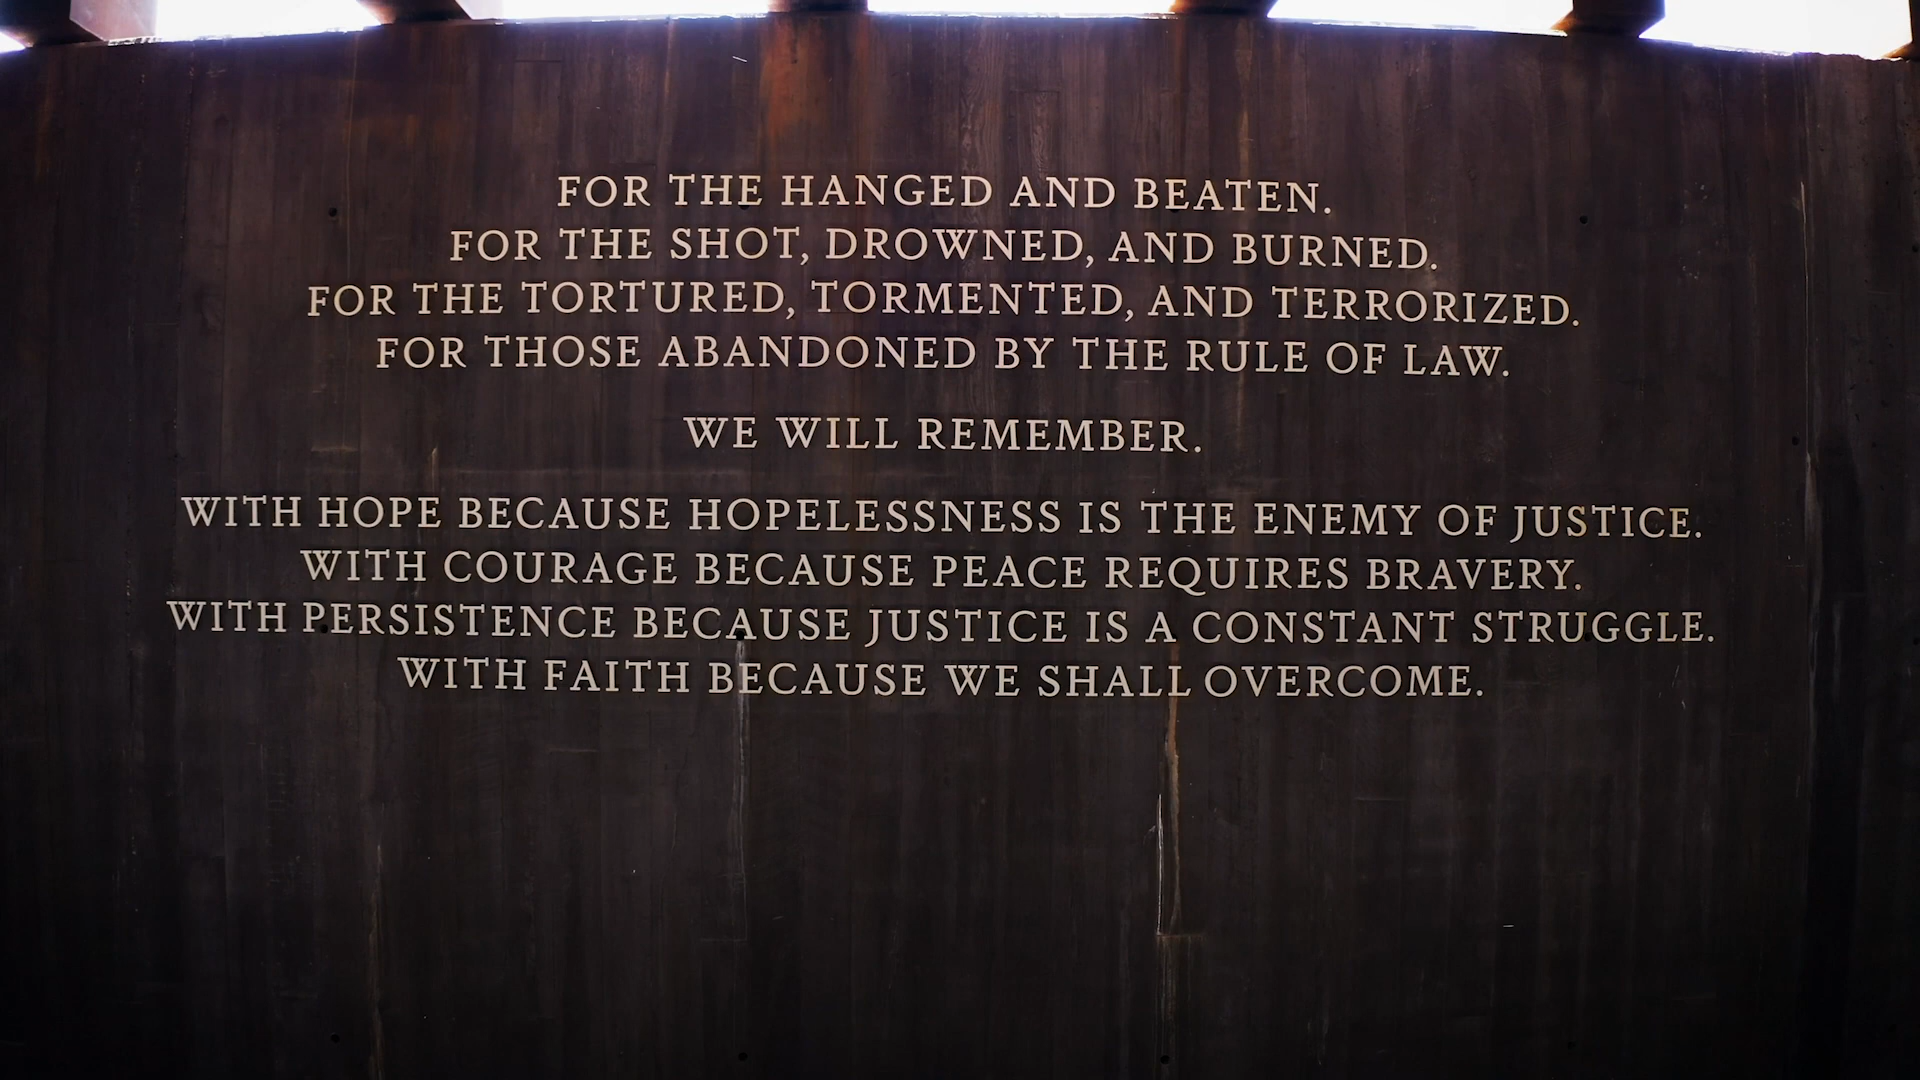 FOR THE HANGED AND BEATEN.
FOR THE SHOT, DROWNED, AND BURNED.
FOR THE TORTURED, TORMENTED, AND TERRORIZED.
FOR THOSE ABANDONED BY THE RULE OF LAW.
WE WILL REMEMBER.
WITH HOPE BECAUSE HOPELESSNESS IS THE ENEMY OF JUSTICE.
WITH COURAGE BECAUSE PEACE REQUIRES BRAVERY.
WITH PERSISTENCE BECAUSE JUSTICE IS A CONSTANT STRUGGLE.
WITH FAITH BECAUSE WE SHALL OVERCOME.